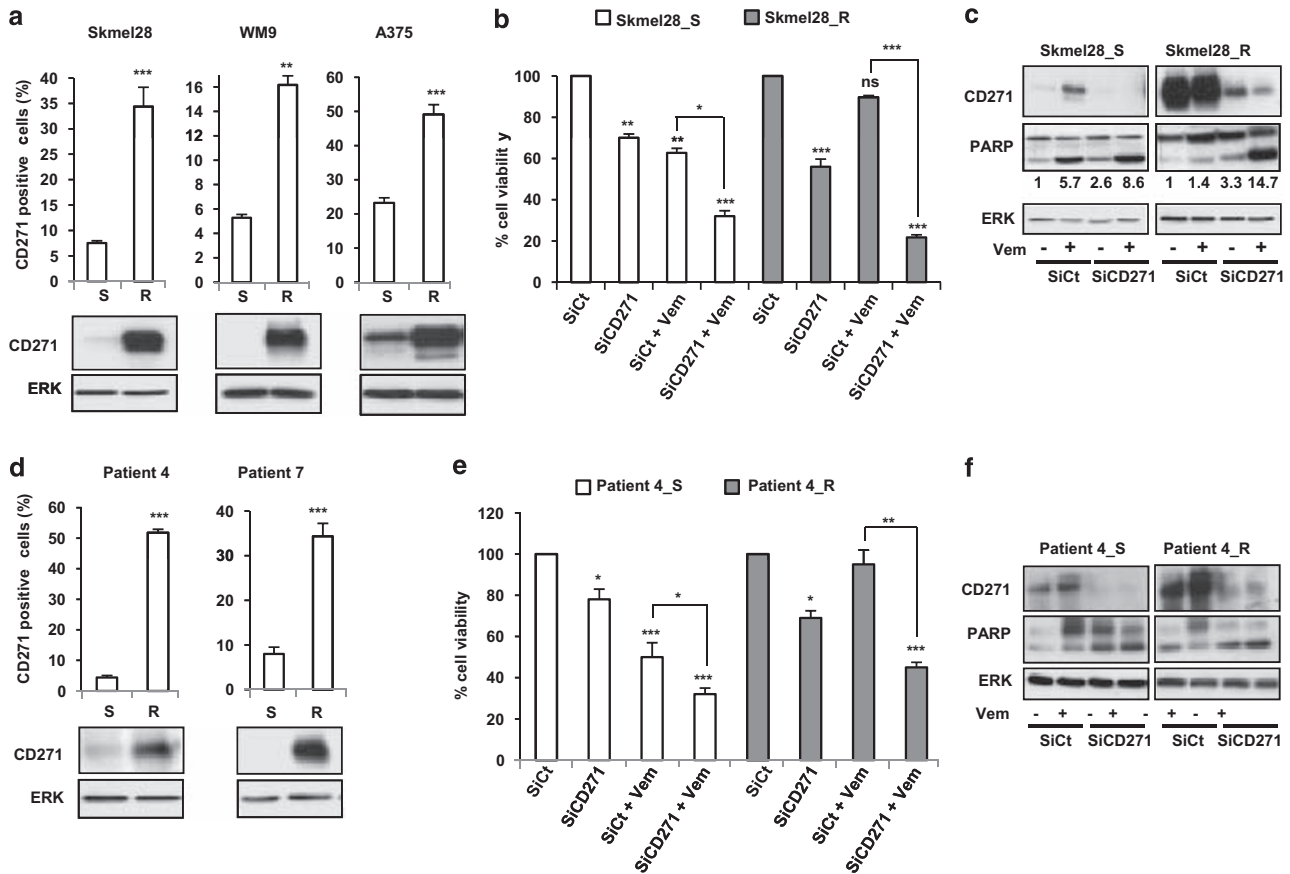 a
Skmel28 WM9 A375
CD271 positive cells (%)
40
35
30
25
20
15
10
5
0
16
14
12
10
8
6
4
2
0
60
50
40
30
20
10
0
*** ** ***
S R S R S R
CD271
ERK
b
Skmel28_S Skmel28_R
% cell viabilit y
100
80
60
40
20
0
** ** * *** *** ns *** ***
SiCt SiCD271 SiCt + Vem SiCD271 + Vem SiCt SiCD271 SiCt + Vem SiCD271 + Vem
c
Skmel28_S Skmel28_R
CD271
PARP
1 5.7 2.6 8.6 1 1.4 3.3 14.7
ERK
Vem - + - + - + - +
SiCt SiCD271 SiCt SiCD271
d
Patient 4 Patient 7
CD271 positive cells (%)
60
50
40
30
20
10
0
40
30
30
20
10
0
*** ***
S R S R
CD271
ERK
e
Patient 4_S Patient 4_R
% cell viability
120
100
80
60
40
20
0
* *** * *** * ** ***
SiCt SiCD271 SiCt + Vem SiCD271 + Vem SiCt SiCD271 SiCt + Vem SiCD271 + Vem
f
Patient 4_S Patient 4_R
CD271
PARP
ERK
Vem - + - + - + - +
SiCt SiCD271 SiCt SiCD271